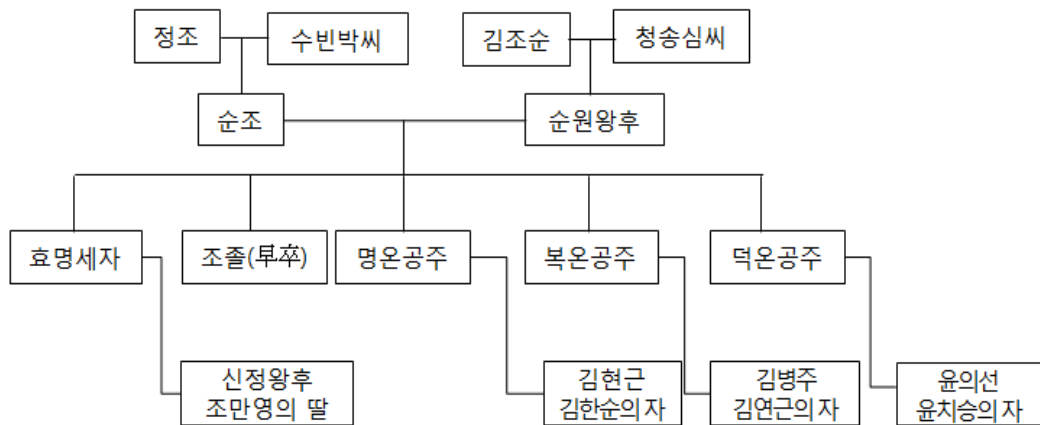 정조
수빈박씨
김조순
청송심씨
순조
순원왕후
효명세자
조졸(早卒)
명온공주
복온공주
덕온공주
신정왕후
조만영의 딸
김현근
김한순의 자
김병주
김연근의 자
윤의선
윤치승의 자